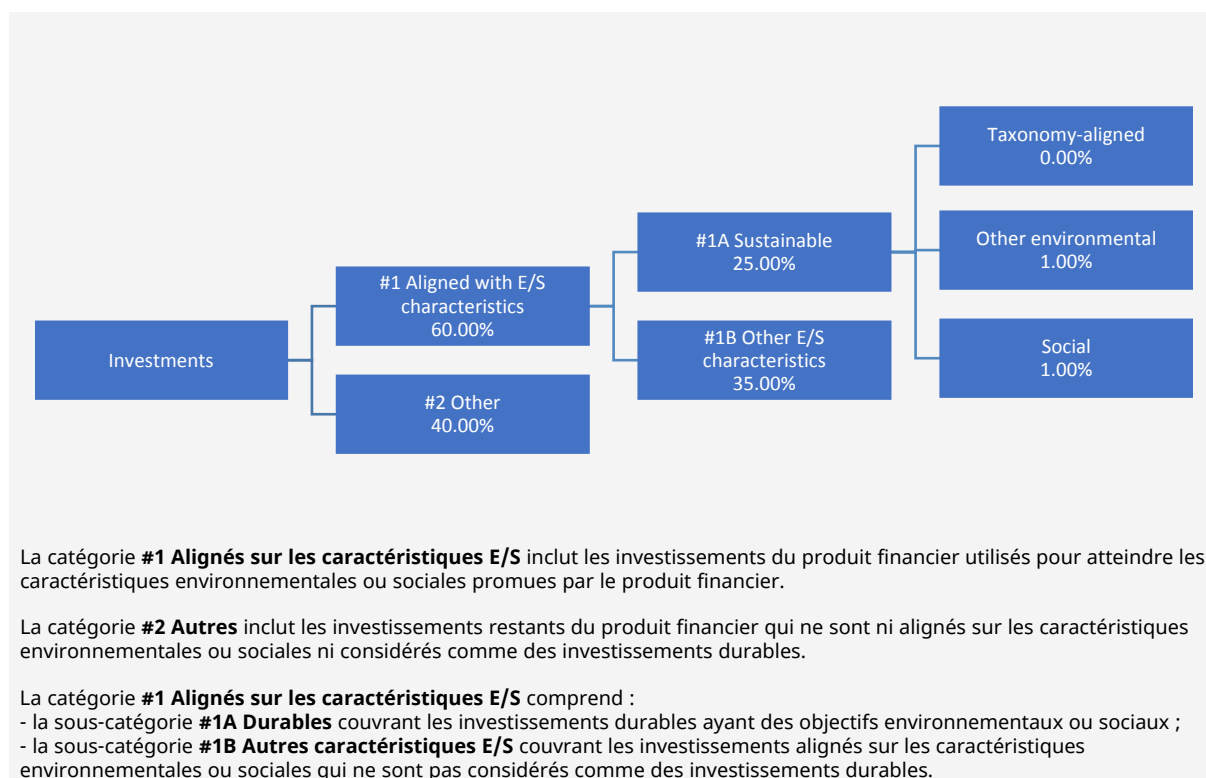 Investments
#1 Aligned with E/S
characteristics
60.00%
#2 Other
40.00%
#1A Sustainable
25.00%
#1B Other E/S
characteristics
35.00%
Taxonomy-aligned
0.00%
Other environmental
1.00%
Social
1.00%
La catégorie #1 Alignés sur les caractéristiques E/S inclut les investissements du produit financier utilisés pour atteindre les
caractéristiques environnementales ou sociales promues par le produit financier.
La catégorie #2 Autres inclut les investissements restants du produit financier qui ne sont ni alignés sur les caractéristiques
environnementales ou sociales ni considérés comme des investissements durables.
La catégorie #1 Alignés sur les caractéristiques E/S comprend :
- la sous-catégorie #1A Durables couvrant les investissements durables ayant des objectifs environnementaux ou sociaux ;
- la sous-catégorie #1B Autres caractéristiques E/S couvrant les investissements alignés sur les caractéristiques
environnementales ou sociales qui ne sont pas considérés comme des investissements durables.